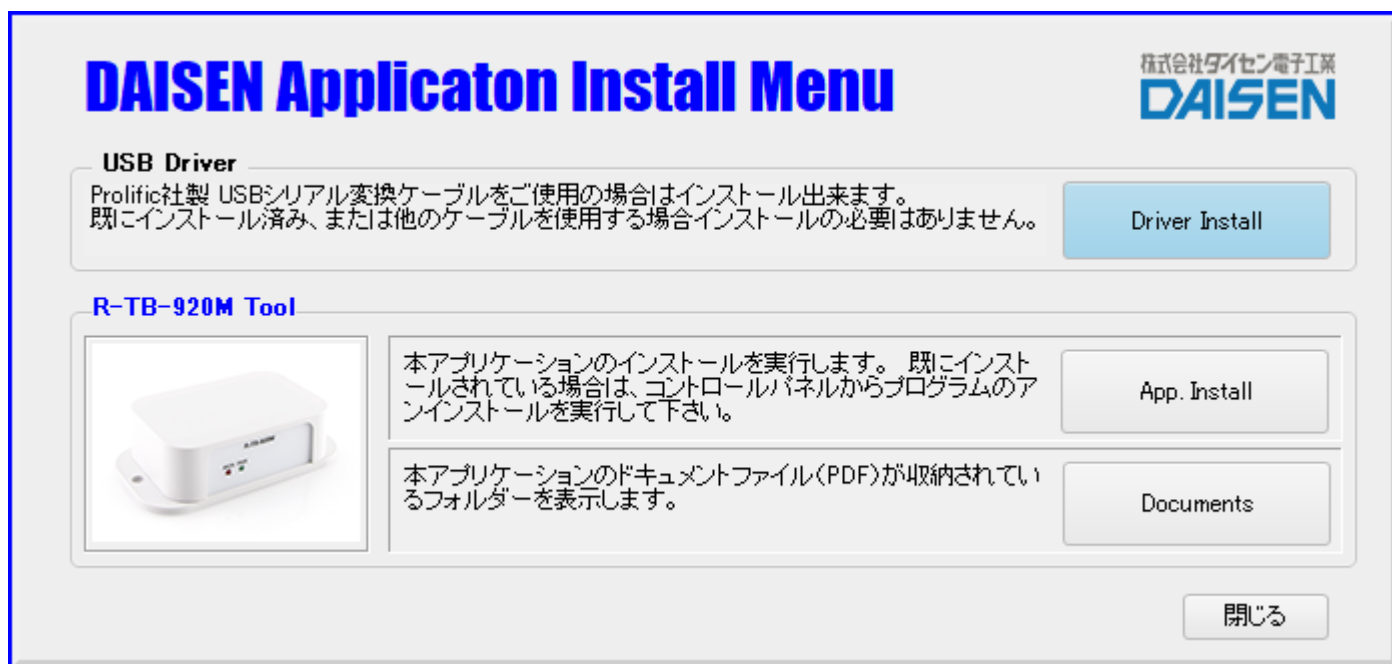 DAISEN Applicaton Install Menu
株式会社ダイセン電子工業
DAISEN
USB Driver
Prolific社製 USBシリアル変換ケーブルをご使用の場合はインストール出来ます。
既にインストール済み、または他のケーブルを使用する場合インストールの必要はありません。
Driver Install
R-TB-920M Tool
本アプリケーションのインストールを実行します。 既にインスト
ールされている場合は、コントロールパネルからプログラムのア
ンインストールを実行して下さい。
App. Install
本アプリケーションのドキュメントファイル(PDF)が収納されてい
るフォルダーを表示します。
Documents
閉じる